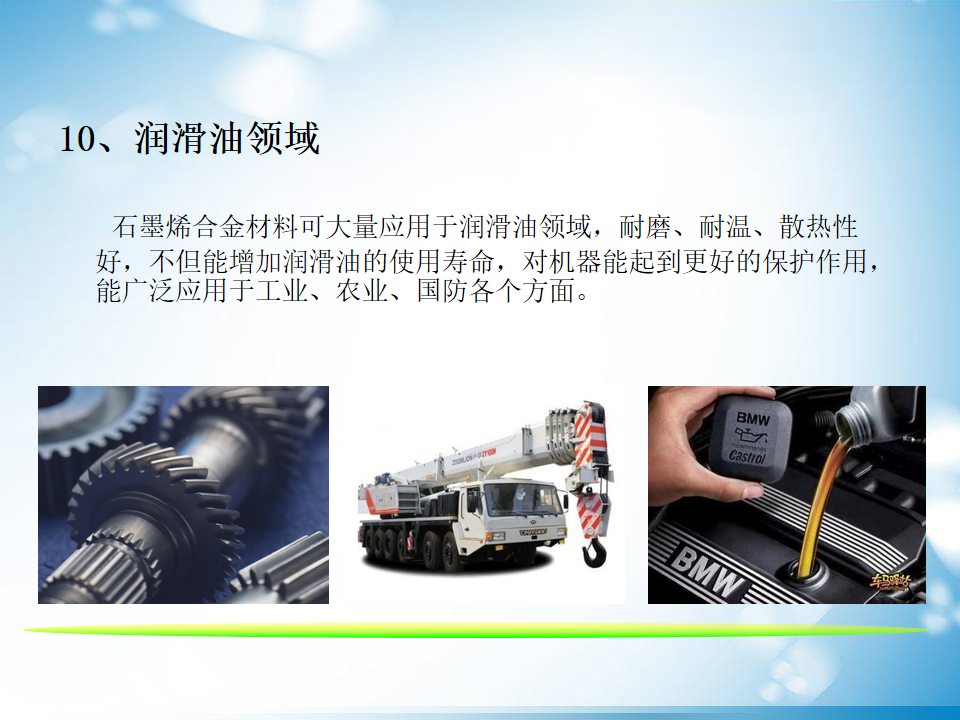 10、润滑油领域
石墨烯合金材料可大量应用于润滑油领域，耐磨、耐温、散热性
好，不但能增加润滑油的使用寿命，对机器能起到更好的保护作用，
能广泛应用于工业、农业、国防各个方面。
ZOOMLION
BMW
recommends
Castrol
BMW
车马驿站